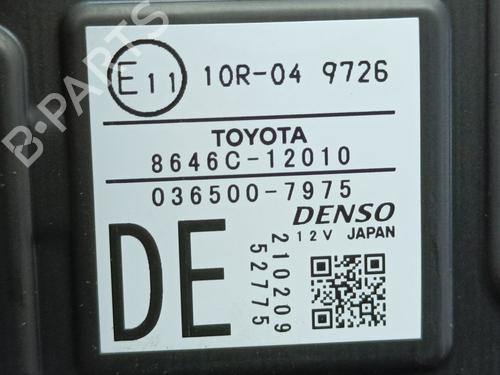 B-PARTS
E11 10R-04 9726
TOYOTA
8646C-12010
036500-7975
DE
DENSO
12V JAPAN
210209
52775